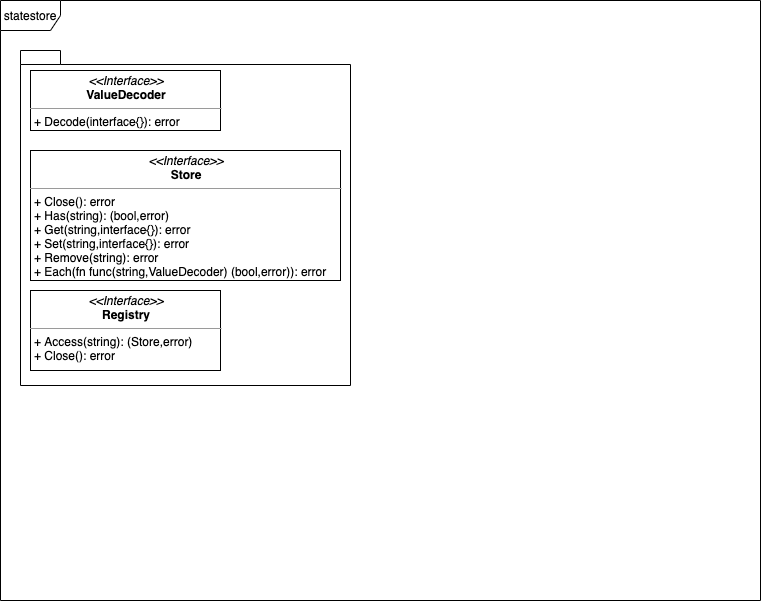 statestore
<<Interface>>
ValueDecoder
+ Decode(interface{}): error
<<Interface>>
Store
+ Close(): error
+ Has(string): (bool,error)
+ Get(string,interface{}): error
+ Set(string,interface{}): error
+ Remove(string): error
+ Each(fn func(string,ValueDecoder) (bool,error)): error
<<Interface>>
Registry
+ Access(string): (Store,error)
+ Close(): error